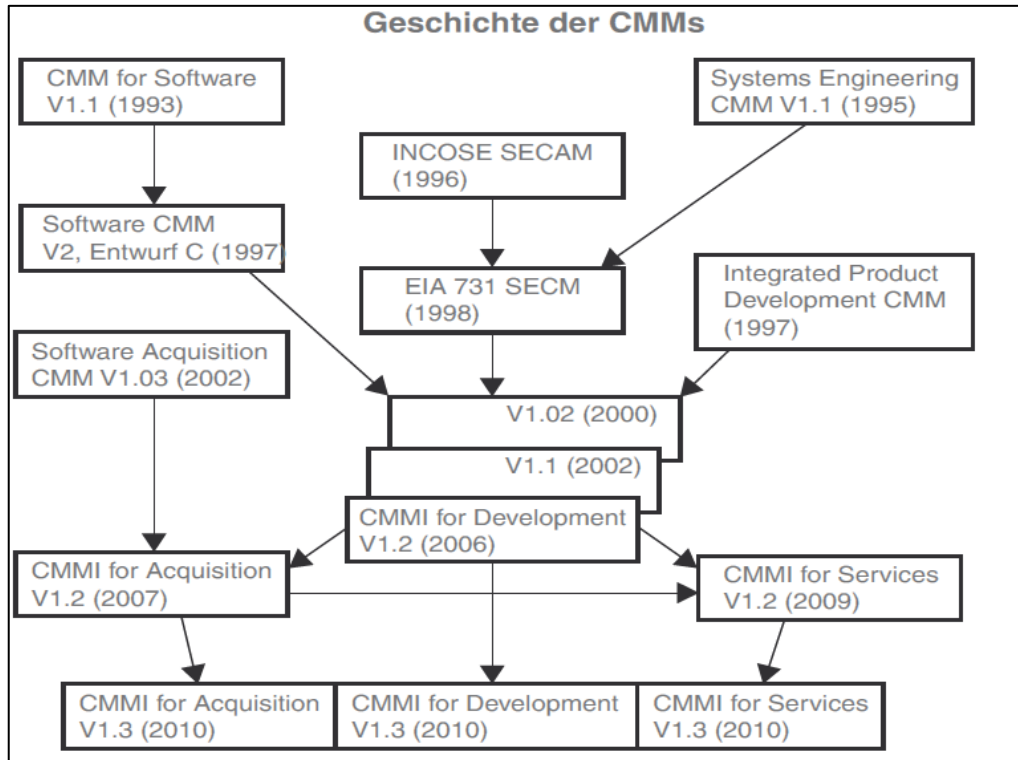 Geschichte der CMMs
CMM for Software
V1.1 (1993)
Systems Engineering
CMM V1.1 (1995)
INCOSE SECAM
(1996)
Software CMM
V2, Entwurf C (1997)
EIA 731 SECM
(1998)
Integrated Product
Development CMM
(1997)
Software Acquisition
CMM V1.03 (2002)
V1.02 (2000)
V1.1 (2002)
CMMI for Development
V1.2 (2006)
CMMI for Acquisition
V1.2 (2007)
CMMI for Services
V1.2 (2009)
CMMI for Acquisition
V1.3 (2010)
CMMI for Development
V1.3 (2010)
CMMI for Services
V1.3 (2010)